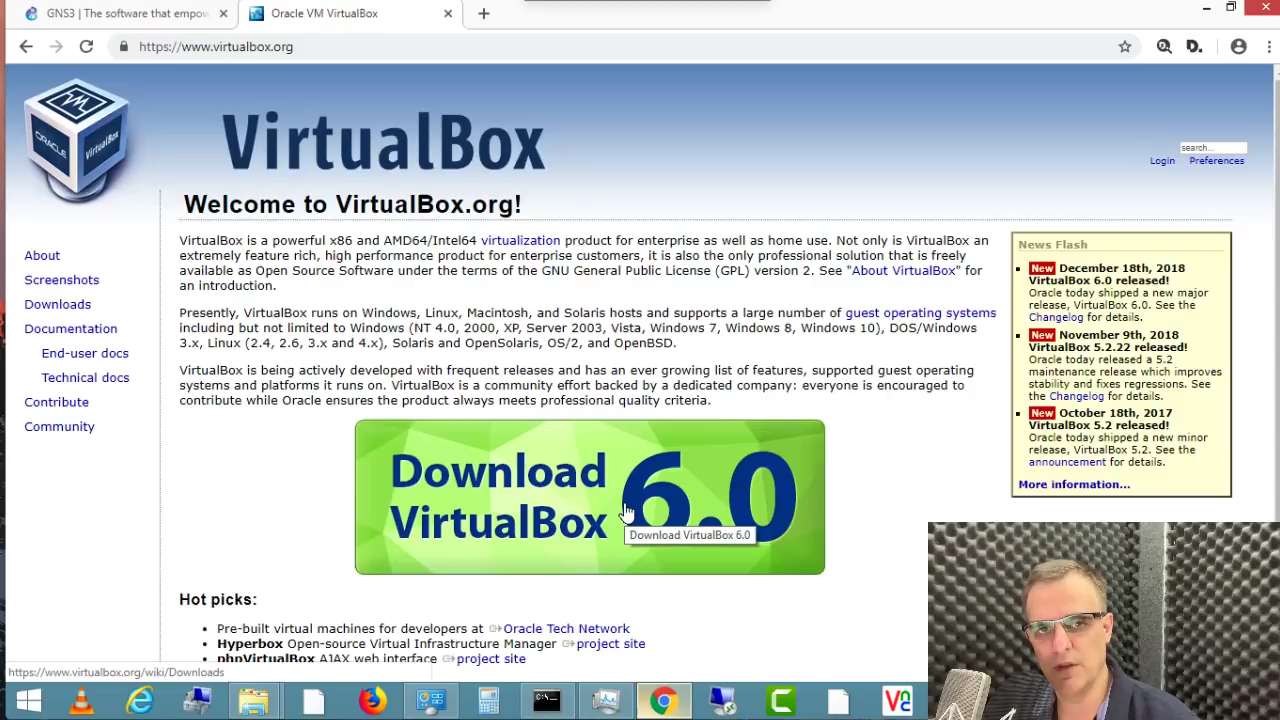 GNS3 | The software that empow
Oracle VM VirtualBox
https://www.virtualbox.org
ORACLE
VirtualBox
VirtualBox
search...
Login Preferences
Welcome to VirtualBox.org!
About
Screenshots
Downloads
Documentation
End-user docs
Technical docs
Contribute
Community
VirtualBox is a powerful x86 and AMD64/Intel64 virtualization product for enterprise as well as home use. Not only is VirtualBox an
extremely feature rich, high performance product for enterprise customers, it is also the only professional solution that is freely
available as Open Source Software under the terms of the GNU General Public License (GPL) version 2. See "About VirtualBox" for
an introduction.
Presently, VirtualBox runs on Windows, Linux, Macintosh, and Solaris hosts and supports a large number of guest operating systems
including but not limited to Windows (NT 4.0, 2000, XP, Server 2003, Vista, Windows 7, Windows 8, Windows 10), DOS/Windows
3.x, Linux (2.4, 2.6, 3.x and 4.x), Solaris and OpenSolaris, OS/2, and OpenBSD.
VirtualBox is being actively developed with frequent releases and has an ever growing list of features, supported guest operating
systems and platforms it runs on. VirtualBox is a community effort backed by a dedicated company: everyone is encouraged to
contribute while Oracle ensures the product always meets professional quality criteria.
Download
VirtualBox
6.0
Download VirtualBox 6.0
Hot picks:
Pre-built virtual machines for developers at Oracle Tech Network
Hyperbox Open-source Virtual Infrastructure Manager project site
phpVirtualBox AJAX web interface project site
News Flash
New December 18th, 2018
VirtualBox 6.0 released!
Oracle today shipped a new major
release, VirtualBox 6.0. See the
Changelog for details.
New November 9th, 2018
VirtualBox 5.2.22 released!
Oracle today released a 5.2
maintenance release which improves
stability and fixes regressions. See
the Changelog for details.
New October 18th, 2017
VirtualBox 5.2 released!
Oracle today shipped a new minor
release, VirtualBox 5.2. See the
announcement for details.
More information...
https://www.virtualbox.org/wiki/Downloads